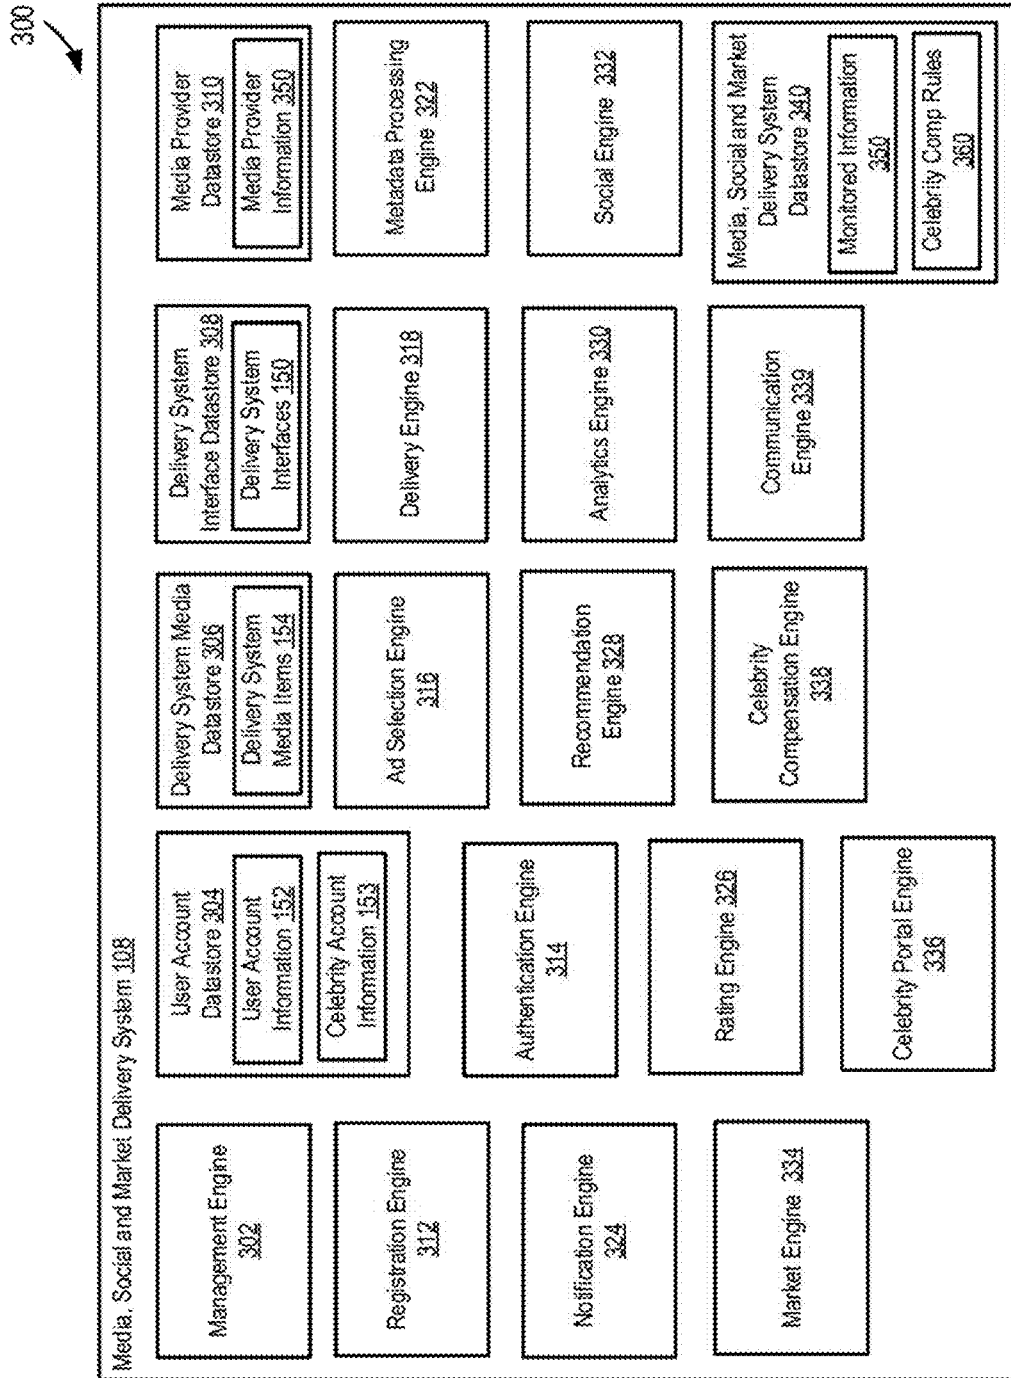 300
Media, Social and Market Delivery System 108
Management Engine
302
User Account
Datastore 304
User Account
Information 152
Celebrity Account
Information 153
Delivery System Media
Datastore 306
Delivery System
Media Items 154
Delivery System
Interface Datastore 308
Delivery System
Interfaces 150
Media Provider
Datastore 310
Media Provider
Information 350
Registration Engine
312
Authentication Engine
314
Ad Selection Engine
316
Delivery Engine 318
Metadata Processing
Engine 322
Notification Engine
324
Rating Engine 326
Recommendation
Engine 328
Analytics Engine 330
Social Engine 332
Market Engine 334
Celebrity Portal Engine
336
Celebrity
Compensation Engine
338
Communication
Engine 339
Media, Social and Market
Delivery System
Datastore 340
Monitored Information
350
Celebrity Comp Rules
360